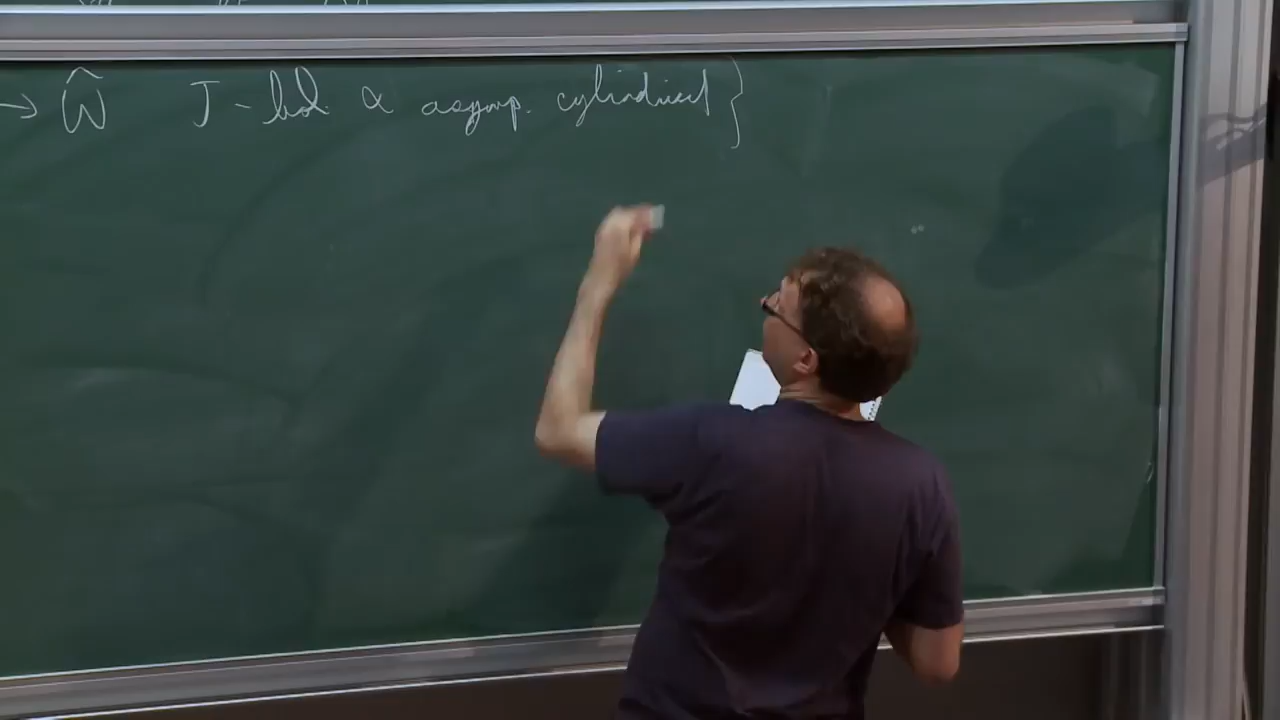 → Ŵ J-hol. & asymp. cylindrical }